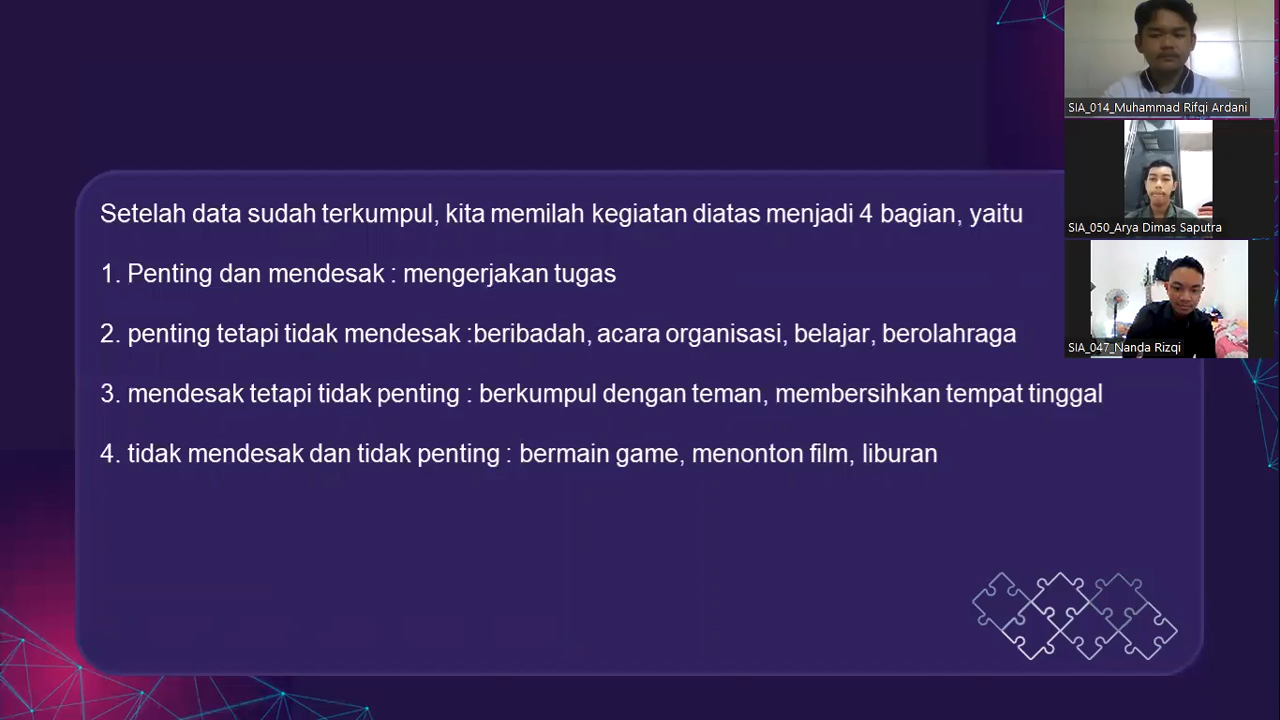 Setelah data sudah terkumpul, kita memilah kegiatan diatas menjadi 4 bagian, yaitu
1. Penting dan mendesak : mengerjakan tugas
2. penting tetapi tidak mendesak :beribadah, acara organisasi, belajar, berolahraga
3. mendesak tetapi tidak penting : berkumpul dengan teman, membersihkan tempat tinggal
4. tidak mendesak dan tidak penting : bermain game, menonton film, liburan
SIA_014_Muhammad Rifqi Ardani
SIA_050_Arya Dimas Saputra
SIA_047_Nanda Rizqi